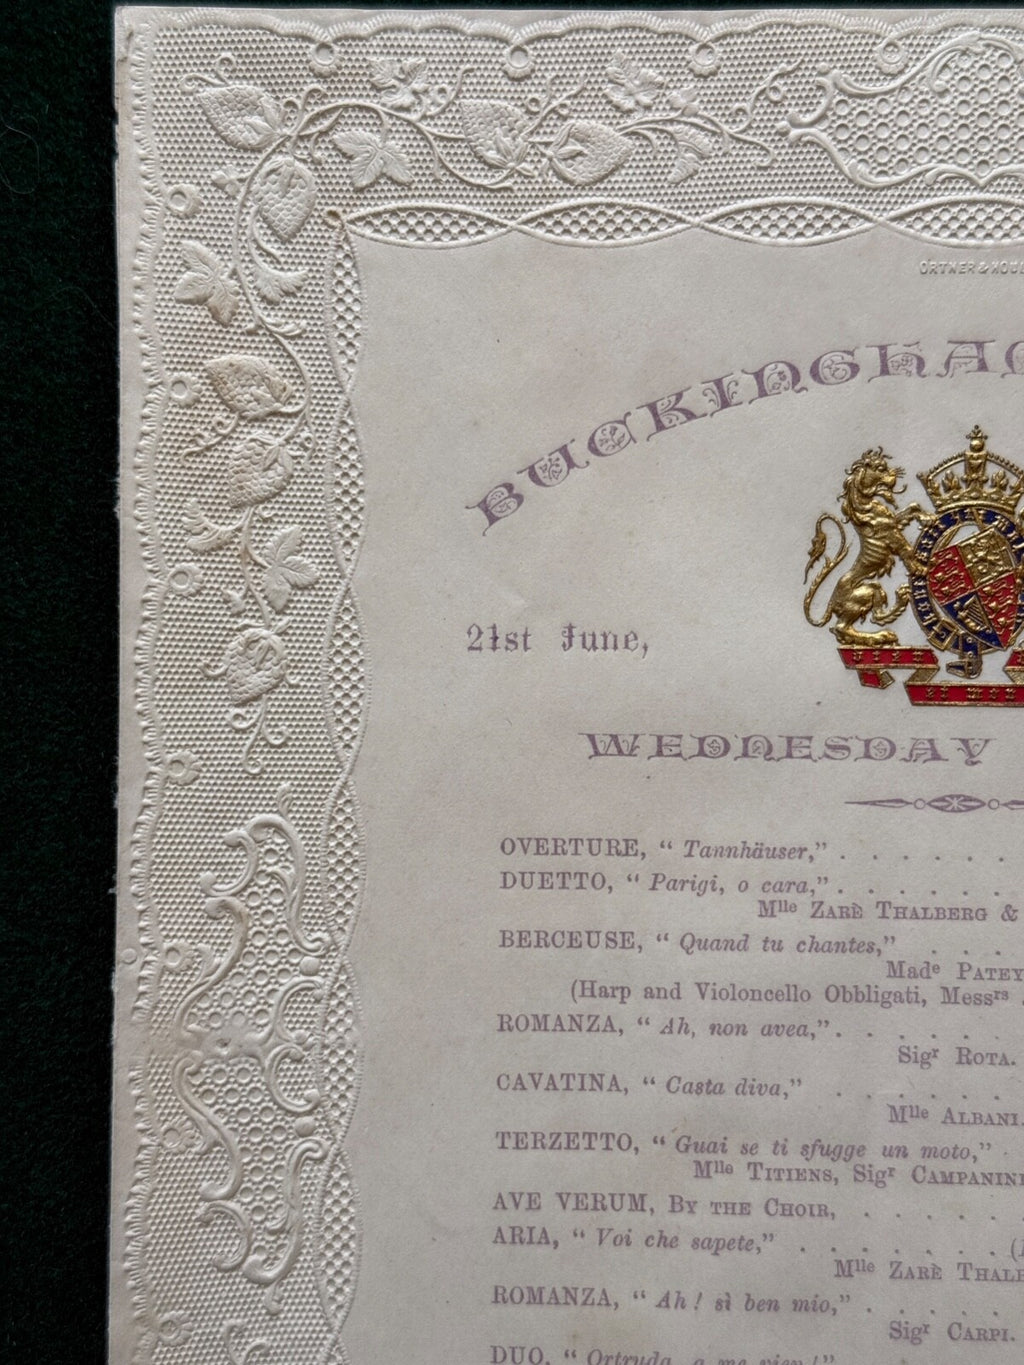 ORTNER & HOUL
BUCKINGHAM
21st June,
WEDNESDAY
OVERTURE, “ Tannhäuser,” . . . . . .
DUETTO, “ Parigi, o cara,” . . . . . .
Mlle ZARÈ THALBERG &
BERCEUSE, “ Quand tu chantes,” . . . .
Made PATEY
(Harp and Violoncello Obbligati, Messrs
ROMANZA, “ Ah, non avea,” . . . . . .
Sigr ROTA.
CAVATINA, “ Casta diva,” . . . . . . .
Mlle ALBANI.
TERZETTO, “ Guai se ti sfugge un moto,” .
Mlle TITIENS, Sigr CAMPANINI
AVE VERUM, BY THE CHOIR, . . . . . .
ARIA, “ Voi che sapete,” . . . . . . . (
Mlle ZARÈ THALB
ROMANZA, “ Ah ! sì ben mio,” . . . . .
Sigr CARPI.
DUO, “ Ortruda,